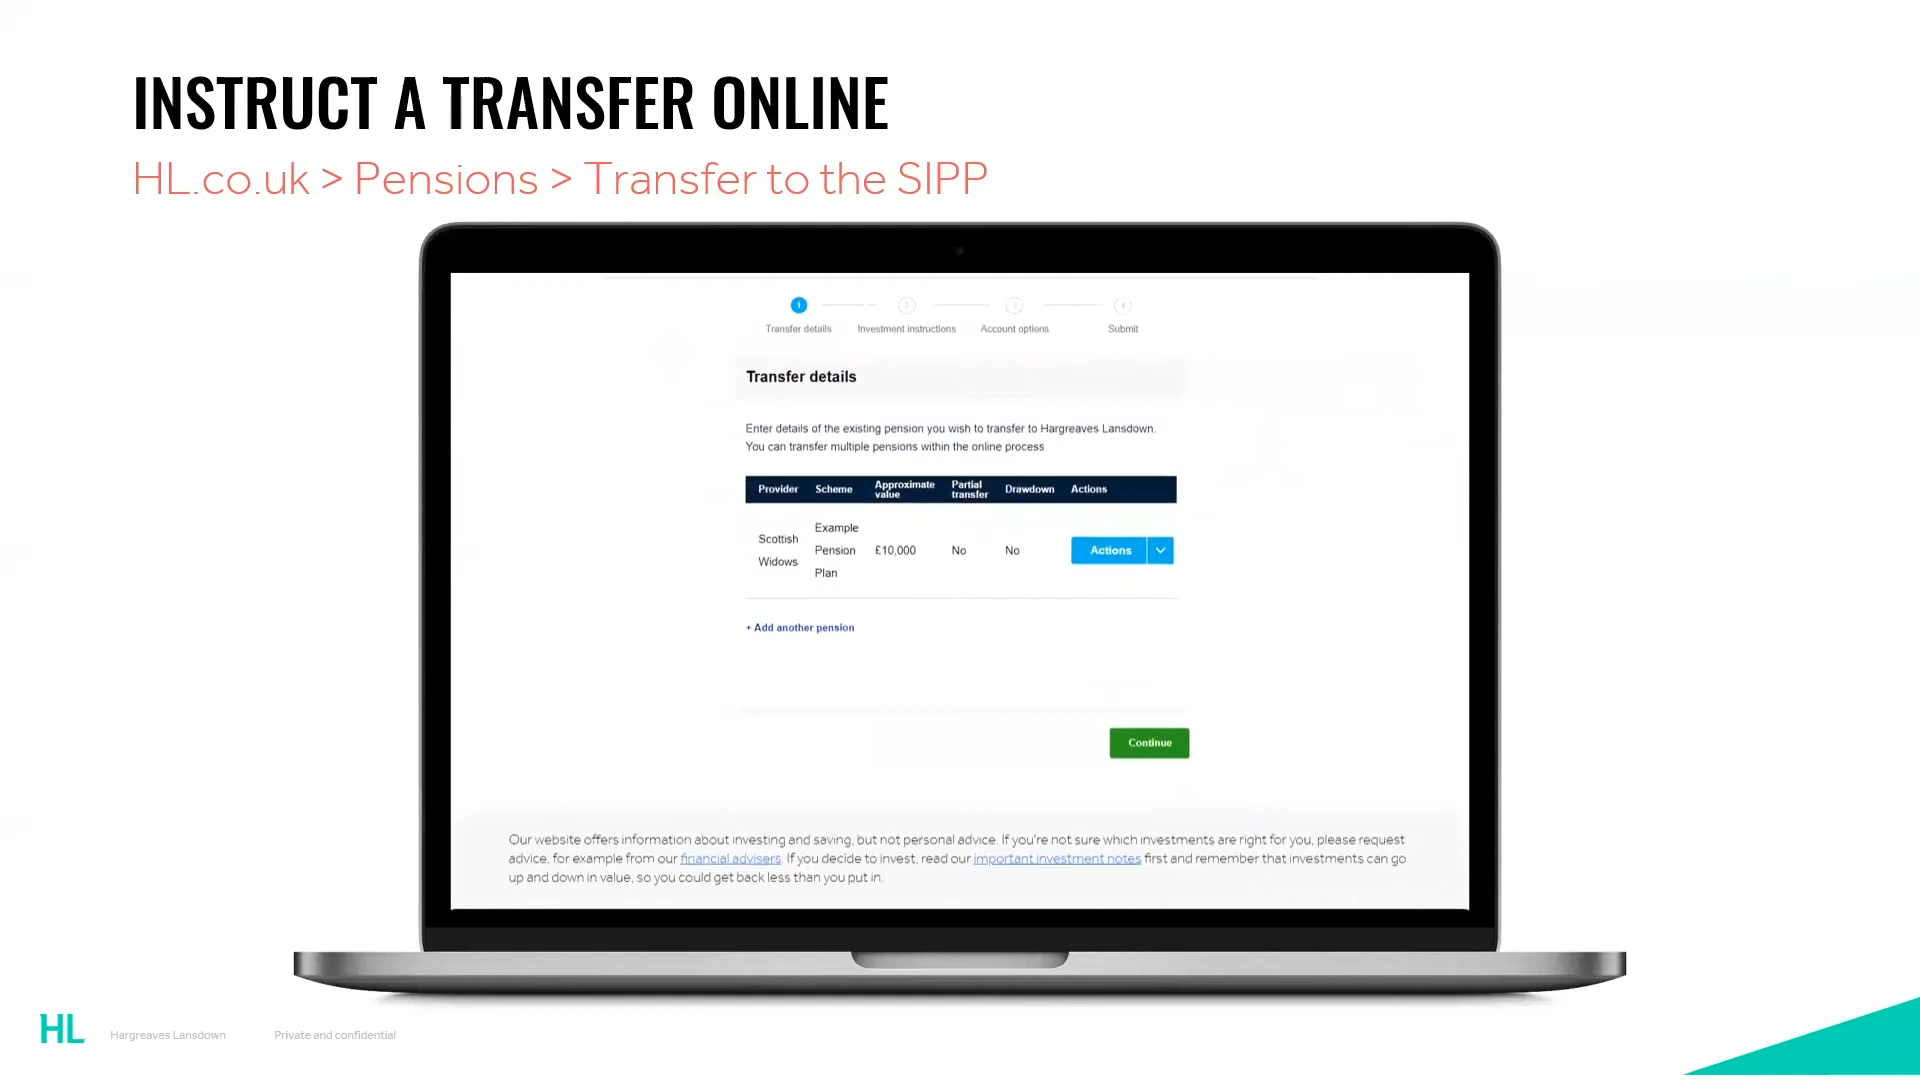 INSTRUCT A TRANSFER ONLINE
HL.co.uk > Pensions > Transfer to the SIPP
1 2 3 4
Transfer details Investment instructions Account options Submit
Transfer details
Enter details of the existing pension you wish to transfer to Hargreaves Lansdown.
You can transfer multiple pensions within the online process
Provider Scheme Approximate value Partial transfer Drawdown Actions
Scottish Widows Example Pension Plan £10,000 No No Actions
+ Add another pension
Continue
Our website offers information about investing and saving, but not personal advice. If you're not sure which investments are right for you, please request
advice, for example from our financial advisers. If you decide to invest, read our important investment notes first and remember that investments can go
up and down in value, so you could get back less than you put in.
HL Hargreaves Lansdown Private and confidential